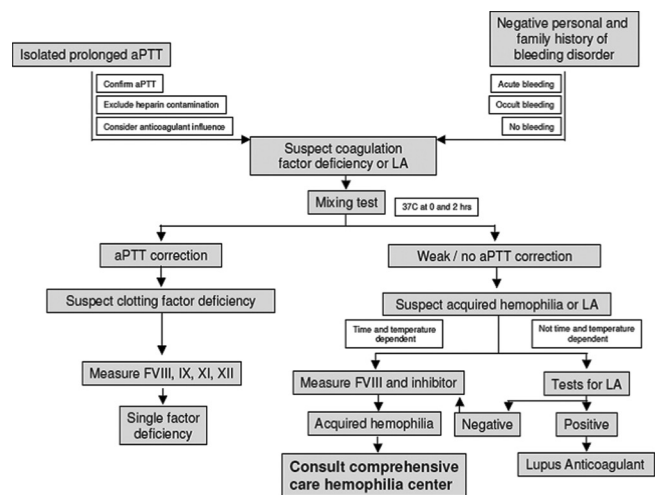 Isolated prolonged aPTT
Negative personal and
family history of
bleeding disorder
Confirm aPTT
Exclude heparin contamination
Consider anticoagulant influence
Acute bleeding
Occult bleeding
No bleeding
Suspect coagulation
factor deficiency or LA
Mixing test
37C at 0 and 2 hrs
aPTT correction
Weak / no aPTT correction
Suspect clotting factor deficiency
Suspect acquired hemophilia or LA
Time and temperature
dependent
Not time and temperature
dependent
Measure FVIII, IX, XI, XII
Measure FVIII and inhibitor
Tests for LA
Single factor
deficiency
Acquired hemophilia
Negative
Positive
Consult comprehensive
care hemophilia center
Lupus Anticoagulant